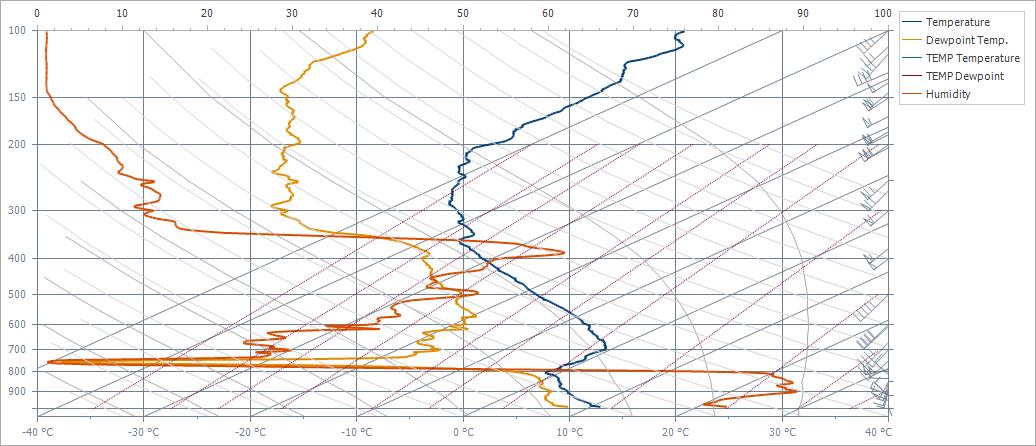 0 10 20 30 40 50 60 70 80 90 100
Temperature
Dewpoint Temp.
TEMP Temperature
TEMP Dewpoint
Humidity
100
150
200
300
400
500
600
700
800
900
-40 °C -30 °C -20 °C -10 °C 0 °C 10 °C 20 °C 30 °C 40 °C